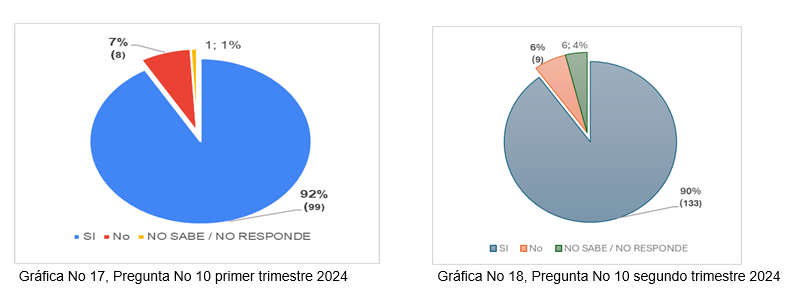 7%
(8)
1; 1%
92%
(99)
SI No NO SABE / NO RESPONDE
Gráfica No 17, Pregunta No 10 primer trimestre 2024
6%
(9)
6; 4%
90%
(133)
SI No NO SABE / NO RESPONDE
Gráfica No 18, Pregunta No 10 segundo trimestre 2024